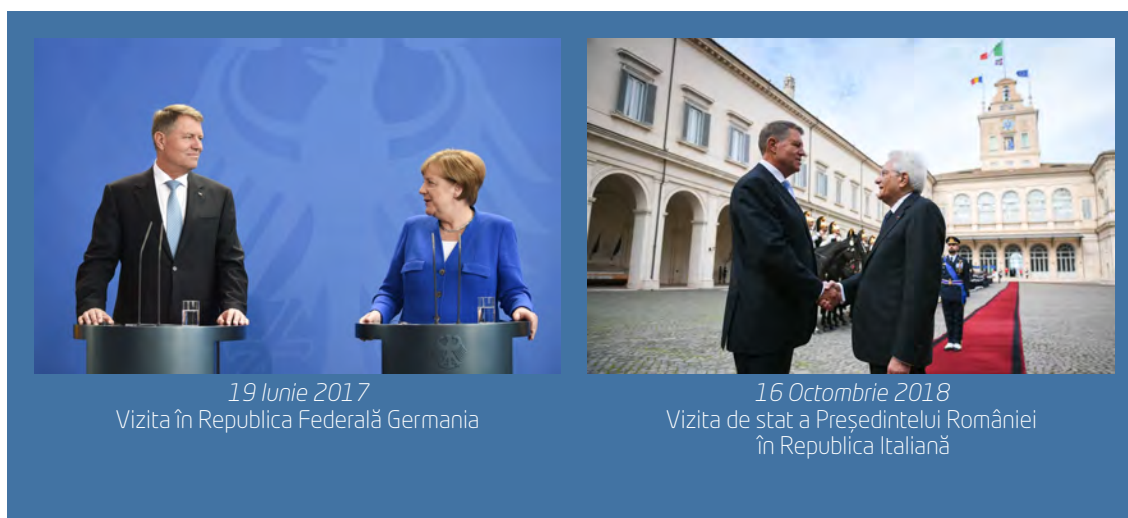 19 Iunie 2017
Vizita în Republica Federală Germania
16 Octombrie 2018
Vizita de stat a Președintelui României
în Republica Italiană